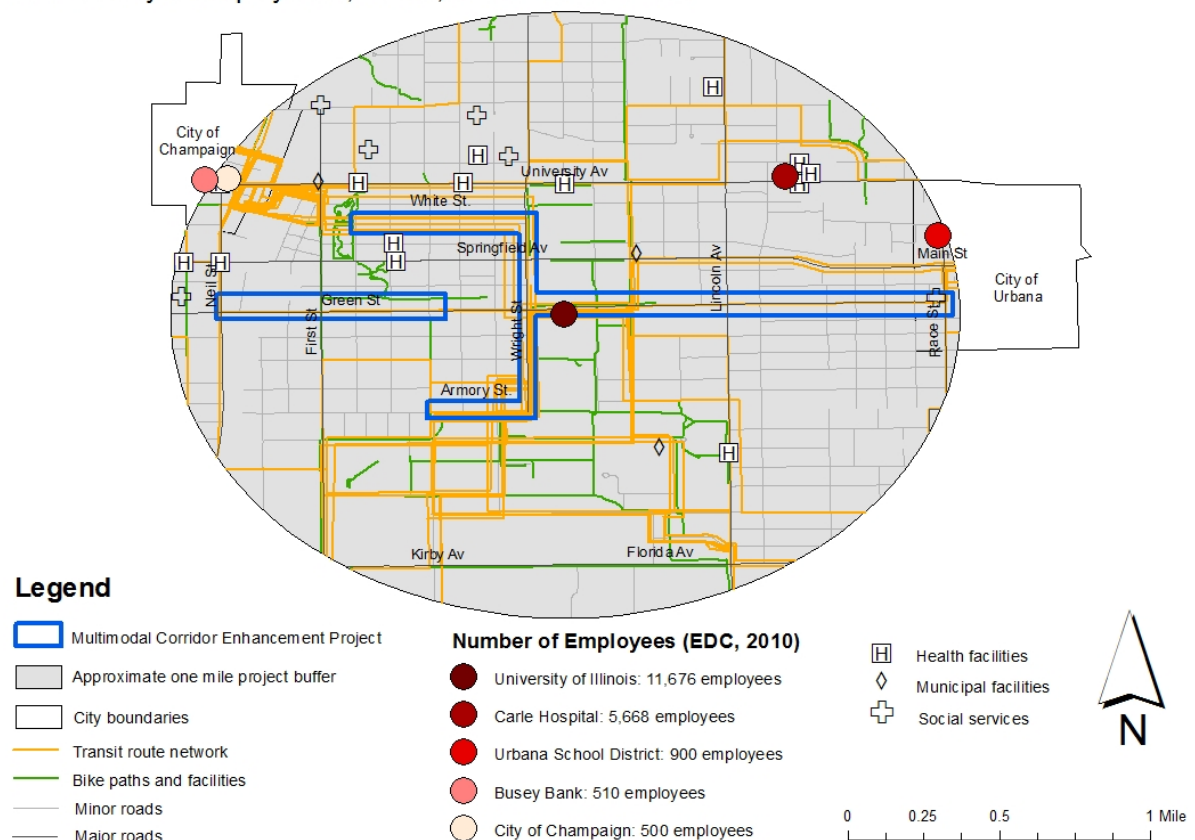 City of
Champaign
University Av
White St.
Springfield Av
Main St
City of
Urbana
Neil St
Green St
First St
Wright St
Lincoln Av
Race St
Armory St.
Kirby Av
Florida Av
H
H
H
H
H
H
H
H
H
H
H
H
H
H
Legend
Multimodal Corridor Enhancement Project
Approximate one mile project buffer
City boundaries
Transit route network
Bike paths and facilities
Minor roads
Major roads
Number of Employees (EDC, 2010)
University of Illinois: 11,676 employees
Carle Hospital: 5,668 employees
Urbana School District: 900 employees
Busey Bank: 510 employees
City of Champaign: 500 employees
H Health facilities
Municipal facilities
Social services
N
0 0.25 0.5 1 Mile